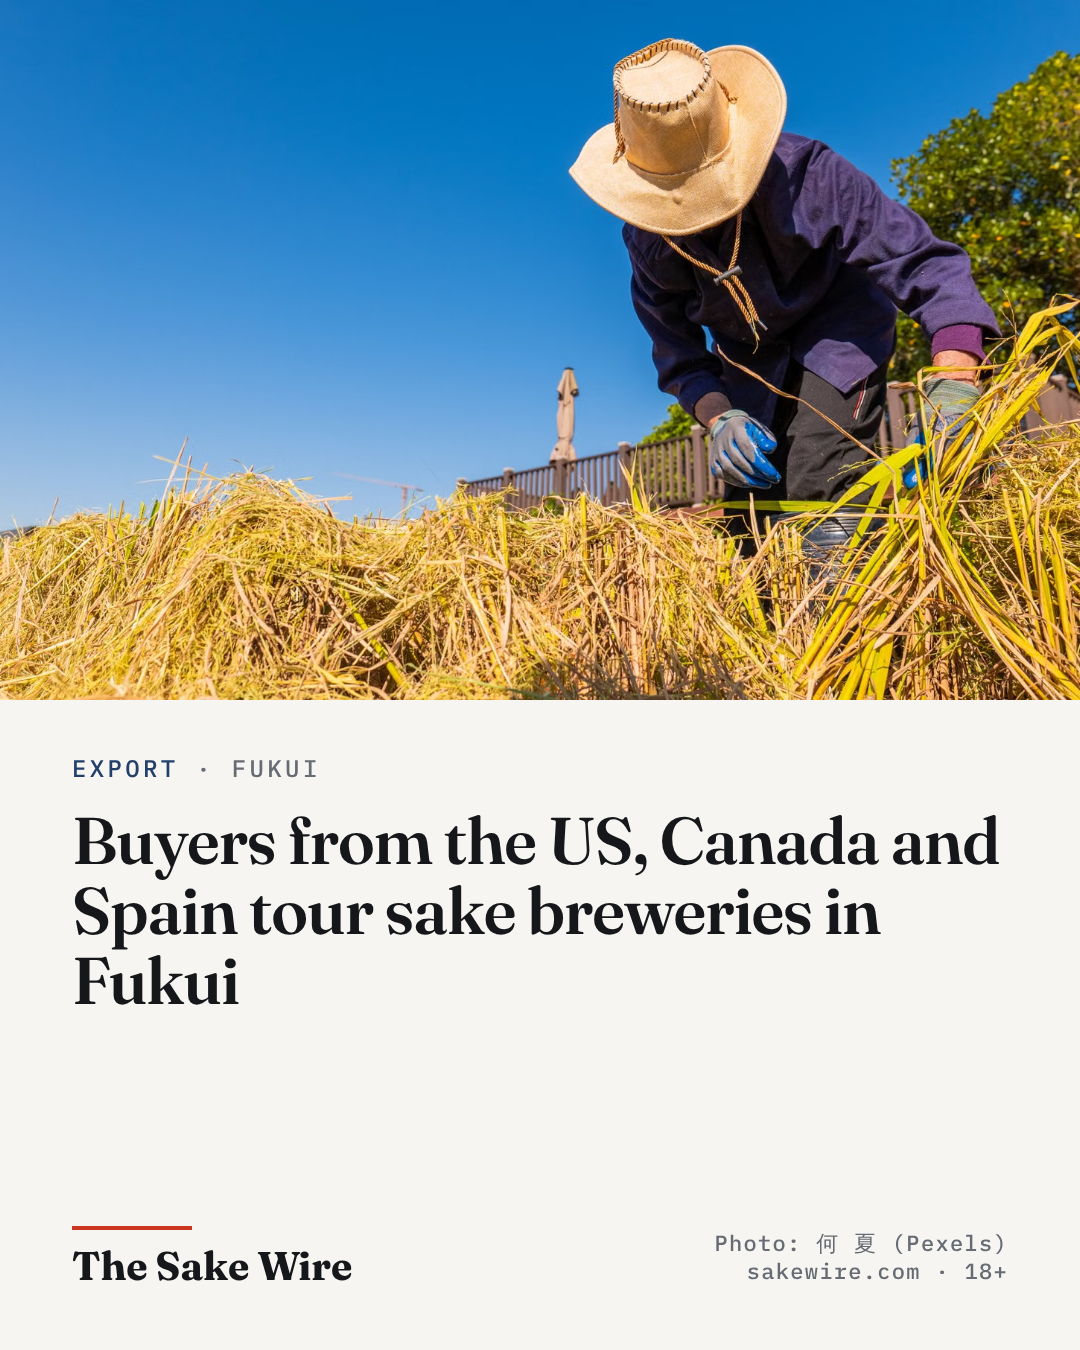 EXPORT · FUKUI
Buyers from the US, Canada and
Spain tour sake breweries in
Fukui
The Sake Wire
Photo: 何 夏 (Pexels)
sakewire.com · 18+